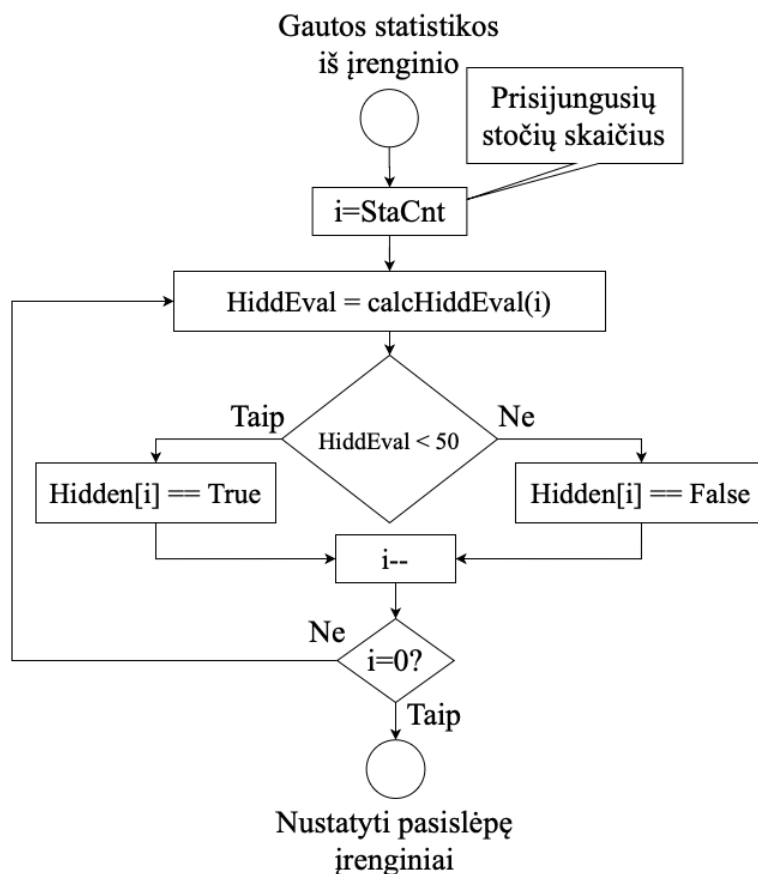 Gautos statistikos
iš įrenginio
Prisijungusių
stočių skaičius
i=StaCnt
HiddEval = calcHiddEval(i)
Taip
Ne
HiddEval < 50
Hidden[i] == True
Hidden[i] == False
i--
Ne
i=0?
Taip
Nustatyti pasislėpę
įrenginiai